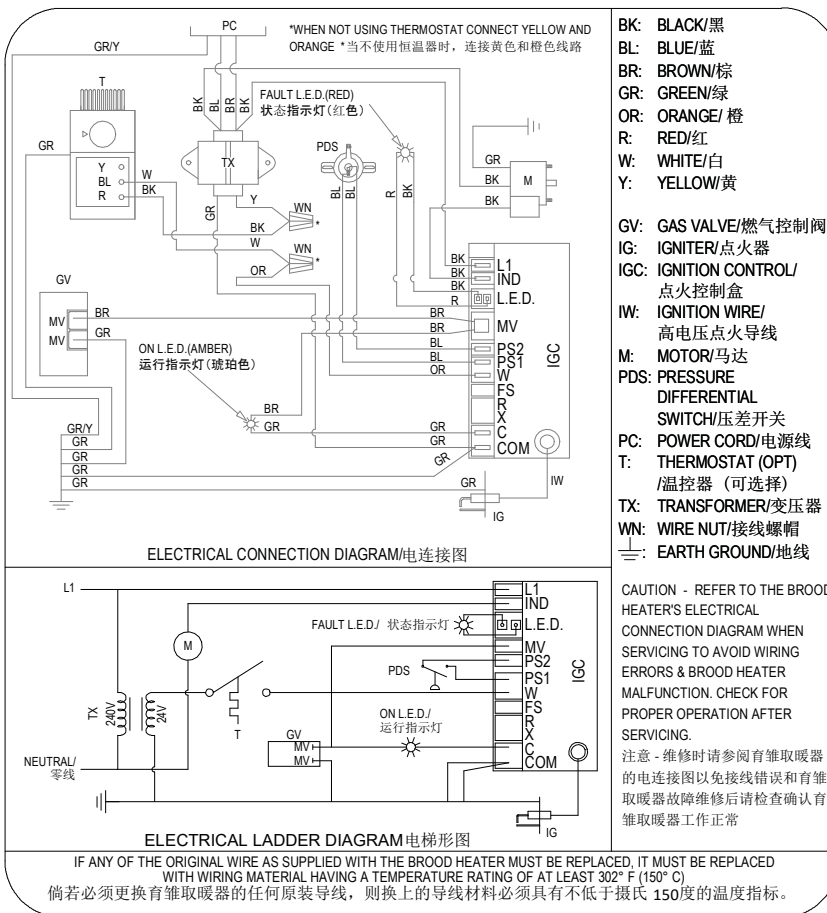 PC
*WHEN NOT USING THERMOSTAT CONNECT YELLOW AND
ORANGE *当不使用恒温器时，连接黄色和橙色线路
GR/Y
T
BK
BL
BR
BK
FAULT L.E.D.(RED)
状态指示灯(红色)
GR
PDS
TX
GR
BK
BK
M
Y
BL
R
W
BK
GR
Y
WN
*
BK
W
WN
*
OR
BL
BL
R
BK
GV
MV
MV
BR
GR
BK
BK
BK
R
BR
BR
BL
BL
OR
L1
IND
L.E.D.
MV
PS2
PS1
W
FS
R
X
C
COM
IGC
ON L.E.D.(AMBER)
运行指示灯(琥珀色)
BR
GR
GR
GR
GR
GR/Y
GR
GR
GR
GR
GR
IW
IG
ELECTRICAL CONNECTION DIAGRAM/电连接图
L1
M
FAULT L.E.D./ 状态指示灯
PDS
TX
240V
24V
T
ON L.E.D./
运行指示灯
GV
MV
MV
NEUTRAL/
零线
L1
IND
L.E.D.
MV
PS2
PS1
W
FS
R
X
C
COM
IGC
IG
ELECTRICAL LADDER DIAGRAM电梯形图
BK: BLACK/黑
BL: BLUE/蓝
BR: BROWN/棕
GR: GREEN/绿
OR: ORANGE/ 橙
R: RED/红
W: WHITE/白
Y: YELLOW/黄
GV: GAS VALVE/燃气控制阀
IG: IGNITER/点火器
IGC: IGNITION CONTROL/
点火控制盒
IW: IGNITION WIRE/
高电压点火导线
M: MOTOR/马达
PDS: PRESSURE
DIFFERENTIAL
SWITCH/压差开关
PC: POWER CORD/电源线
T: THERMOSTAT (OPT)
/温控器（可选择）
TX: TRANSFORMER/变压器
WN: WIRE NUT/接线螺帽
: EARTH GROUND/地线
CAUTION - REFER TO THE BROOD
HEATER'S ELECTRICAL
CONNECTION DIAGRAM WHEN
SERVICING TO AVOID WIRING
ERRORS & BROOD HEATER
MALFUNCTION. CHECK FOR
PROPER OPERATION AFTER
SERVICING.
注意 - 维修时请参阅育雏取暖器
的电连接图以免接线错误和育雏
取暖器故障维修后请检查确认育
雏取暖器工作正常
IF ANY OF THE ORIGINAL WIRE AS SUPPLIED WITH THE BROOD HEATER MUST BE REPLACED, IT MUST BE REPLACED
WITH WIRING MATERIAL HAVING A TEMPERATURE RATING OF AT LEAST 302° F (150° C)
倘若必须更换育雏取暖器的任何原装导线，则换上的导线材料必须具有不低于摄氏 150度的温度指标。